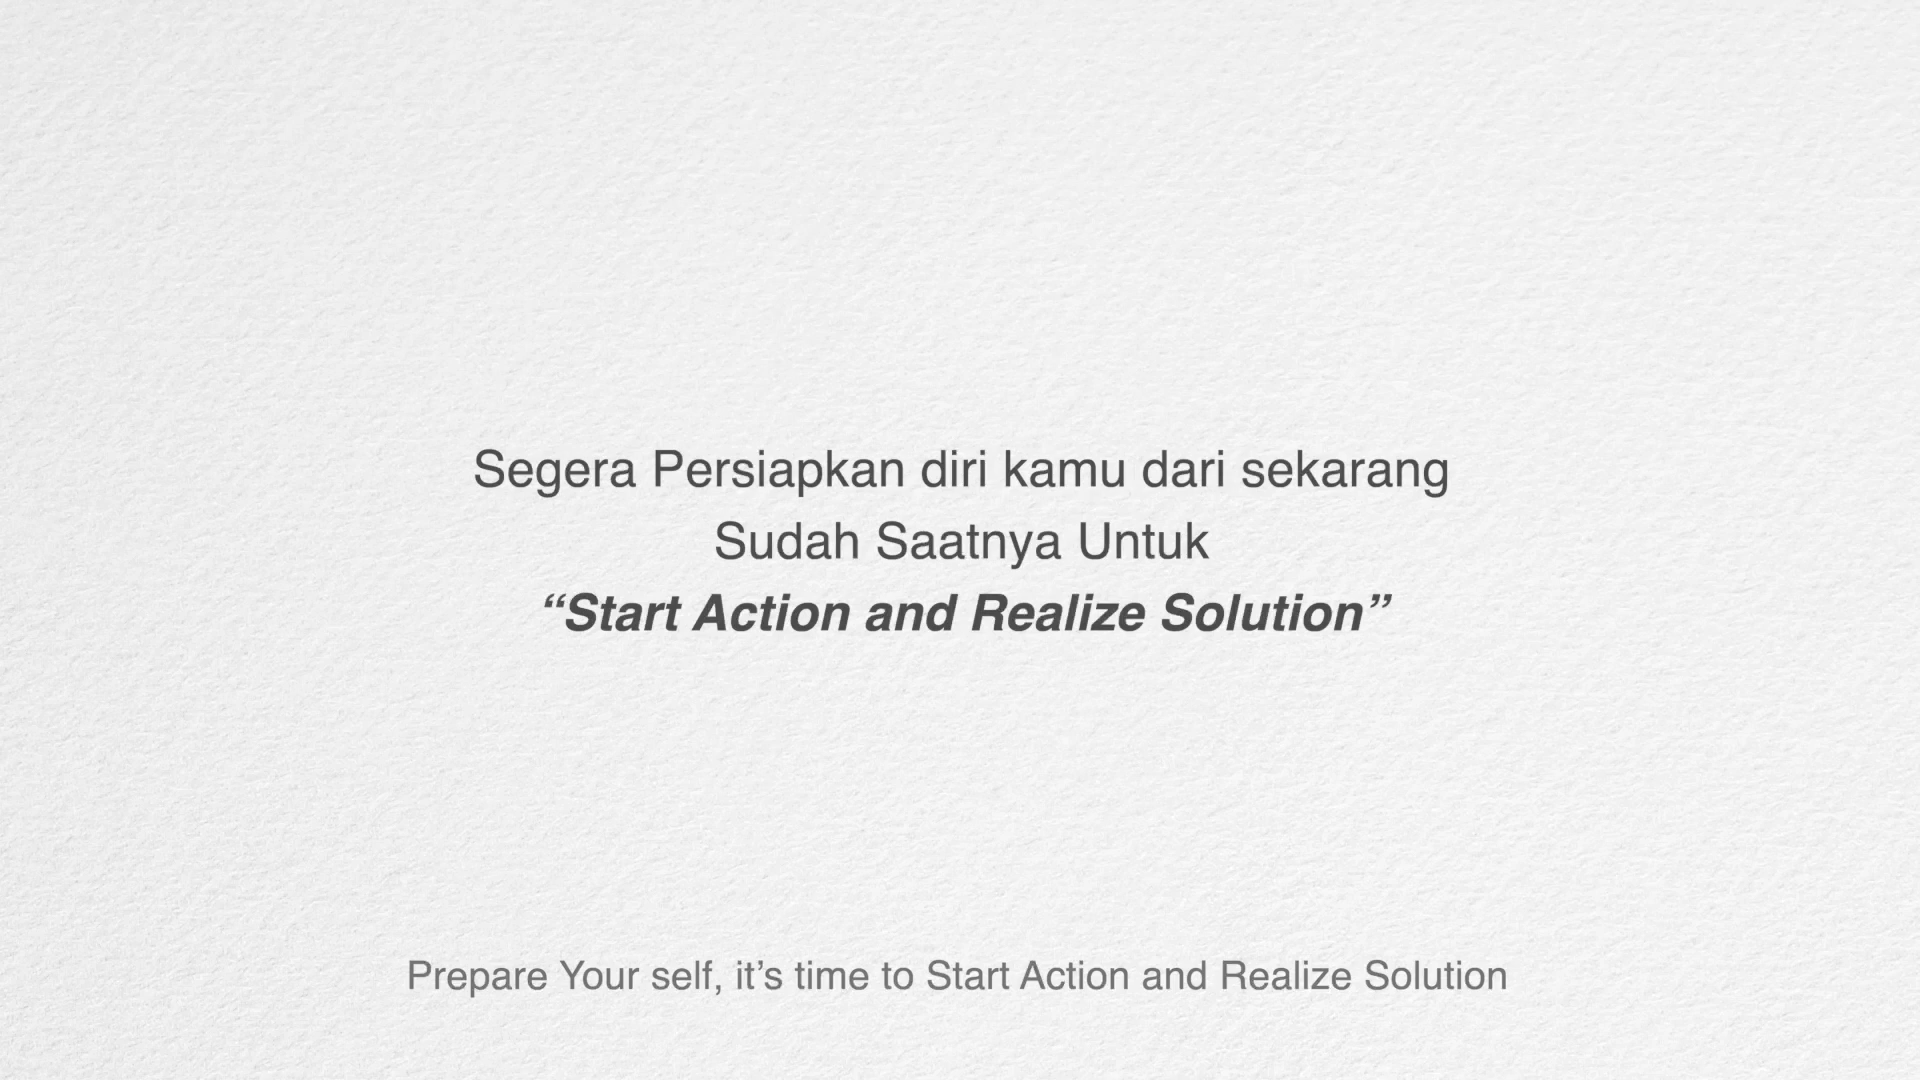 Segera Persiapkan diri kamu dari sekarang
Sudah Saatnya Untuk
“Start Action and Realize Solution”
Prepare Your self, it’s time to Start Action and Realize Solution